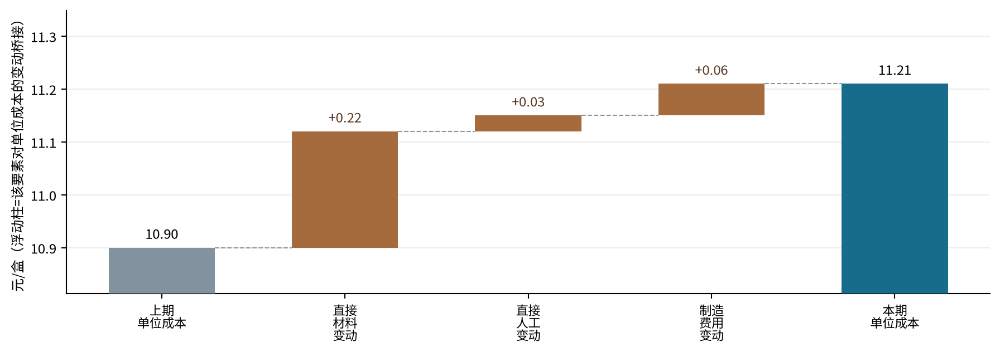 元/盒（浮动柱=该要素对单位成本的变动桥接）
11.3
11.2
11.1
11.0
10.9
10.90
+0.22
+0.03
+0.06
11.21
上期
单位成本
直接
材料
变动
直接
人工
变动
制造
费用
变动
本期
单位成本